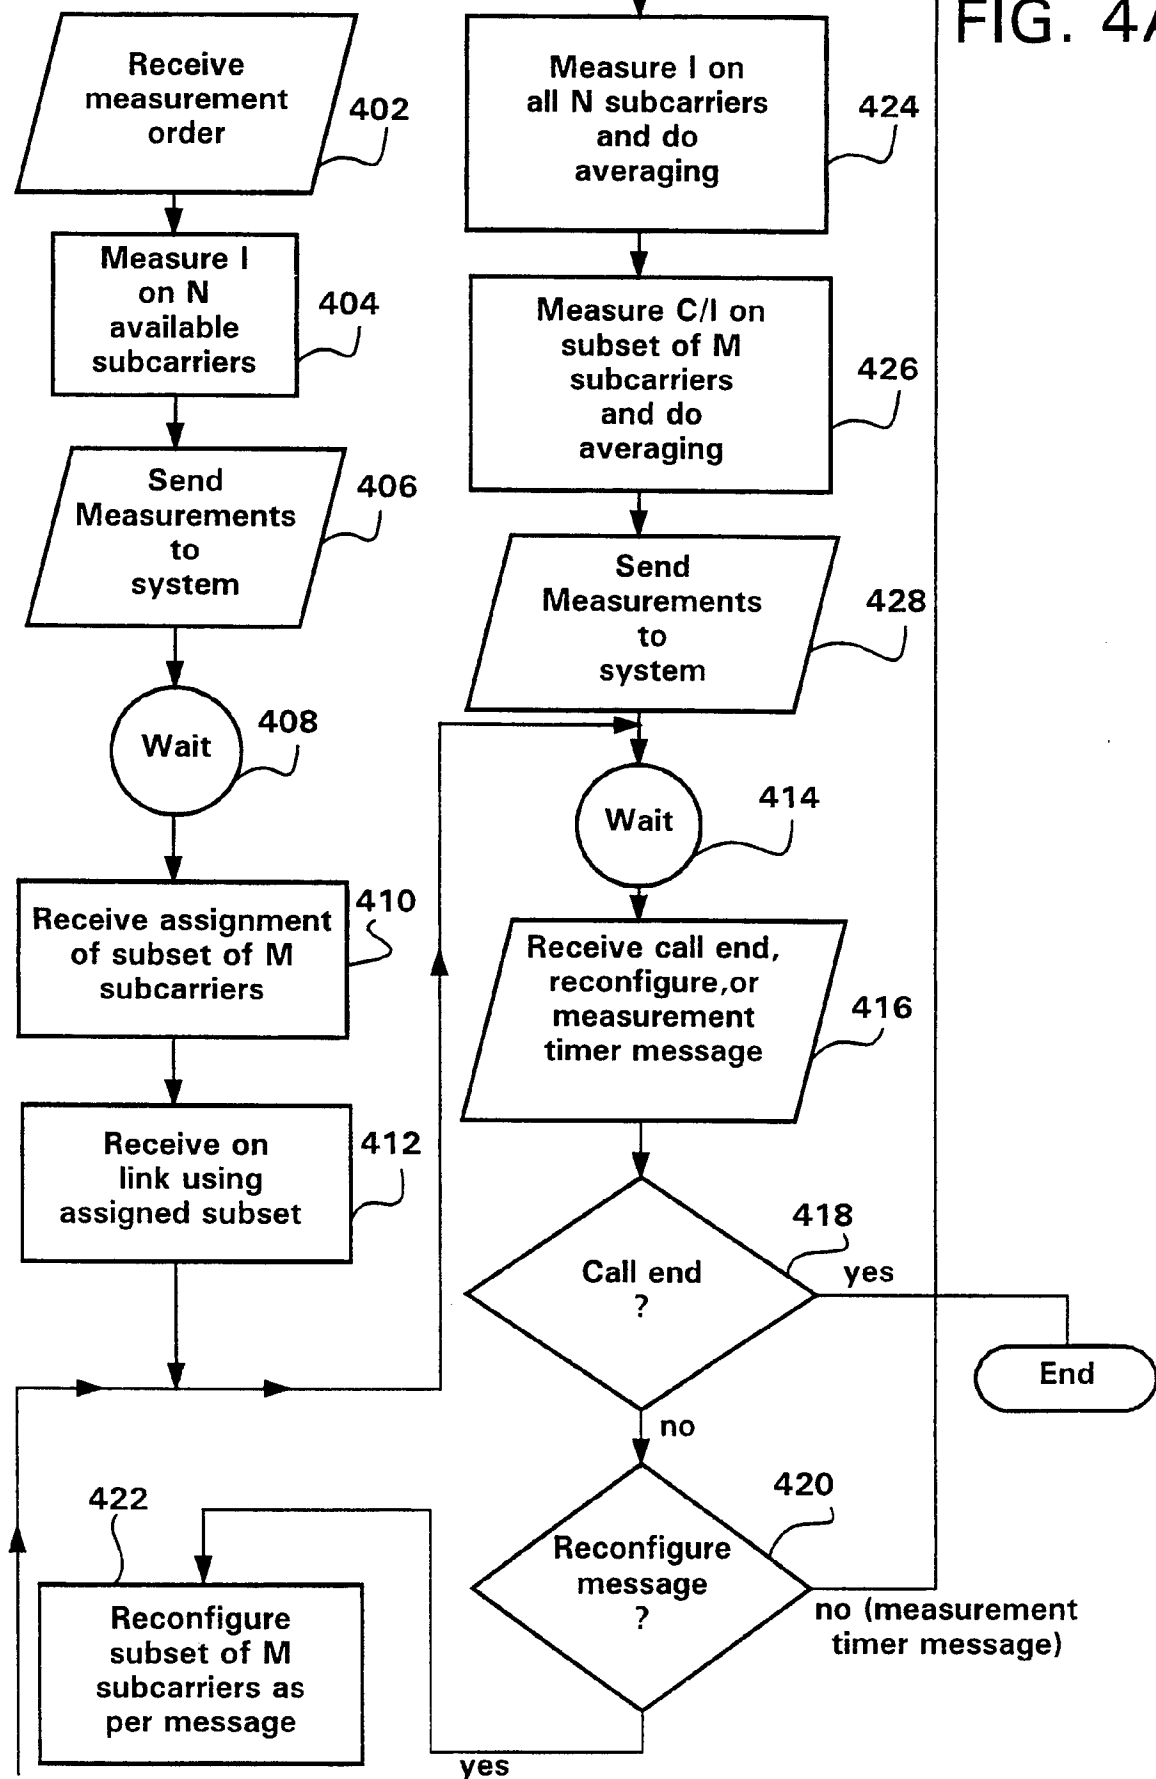 FIG. 4A
Receive
measurement
order
402
Measure I
on N
available
subcarriers
404
Send
Measurements
to
system
406
Wait
408
Receive assignment
of subset of M
subcarriers
410
Receive on
link using
assigned subset
412
422
Reconfigure
subset of M
subcarriers as
per message
Measure I on
all N subcarriers
and do
averaging
424
Measure C/I on
subset of M
subcarriers
and do
averaging
426
Send
Measurements
to
system
428
Wait
414
Receive call end,
reconfigure,or
measurement
timer message
416
Call end
?
418
yes
End
no
Reconfigure
message
?
420
no (measurement
timer message)
yes